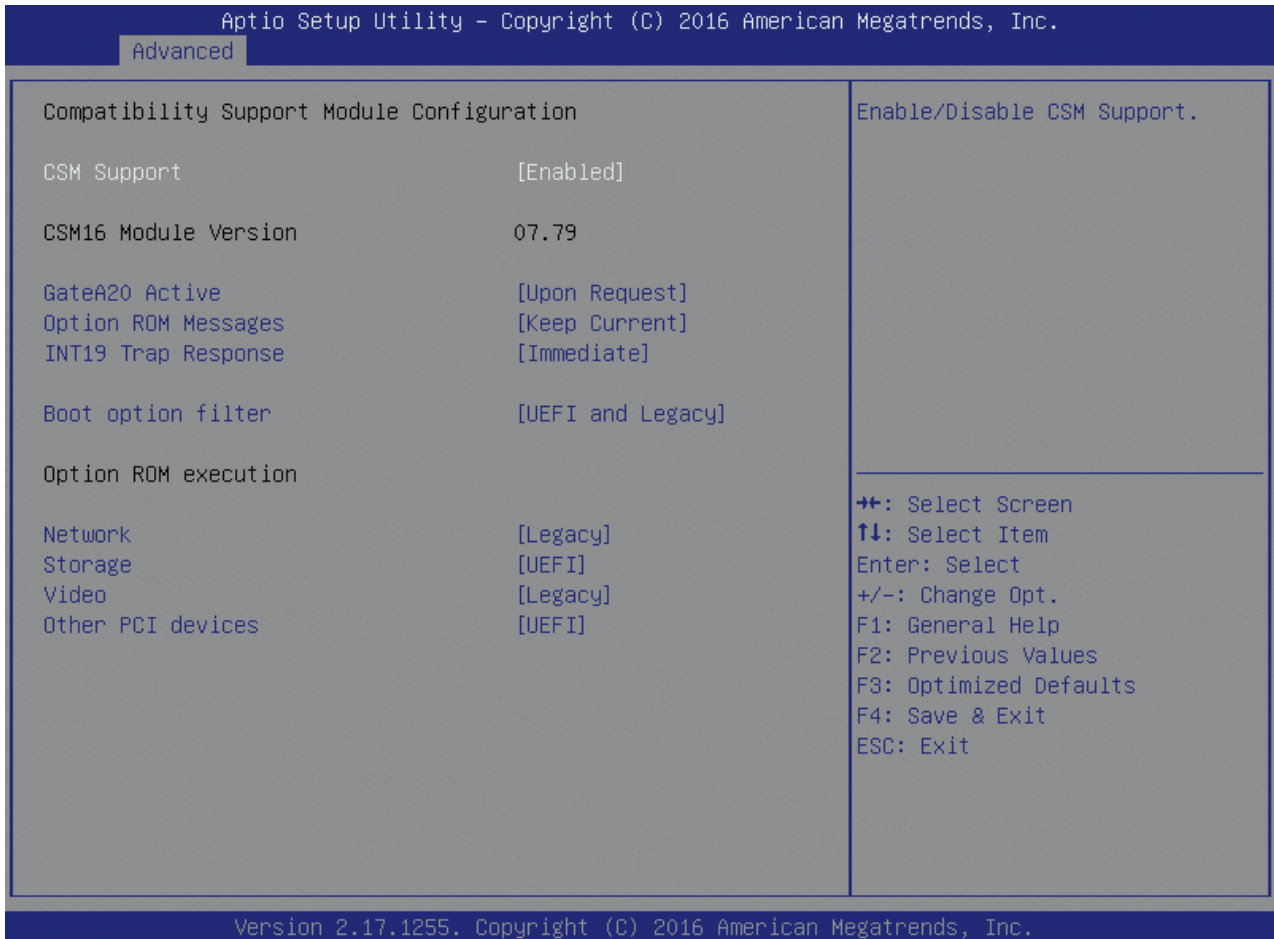 Aptio Setup Utility – Copyright (C) 2016 American Megatrends, Inc.
Advanced
Compatibility Support Module Configuration
CSM Support [Enabled]
CSM16 Module Version 07.79
GateA20 Active [Upon Request]
Option ROM Messages [Keep Current]
INT19 Trap Response [Immediate]
Boot option filter [UEFI and Legacy]
Option ROM execution
Network [Legacy]
Storage [UEFI]
Video [Legacy]
Other PCI devices [UEFI]
Enable/Disable CSM Support.
→←: Select Screen
↑↓: Select Item
Enter: Select
+/-: Change Opt.
F1: General Help
F2: Previous Values
F3: Optimized Defaults
F4: Save & Exit
ESC: Exit
Version 2.17.1255. Copyright (C) 2016 American Megatrends, Inc.